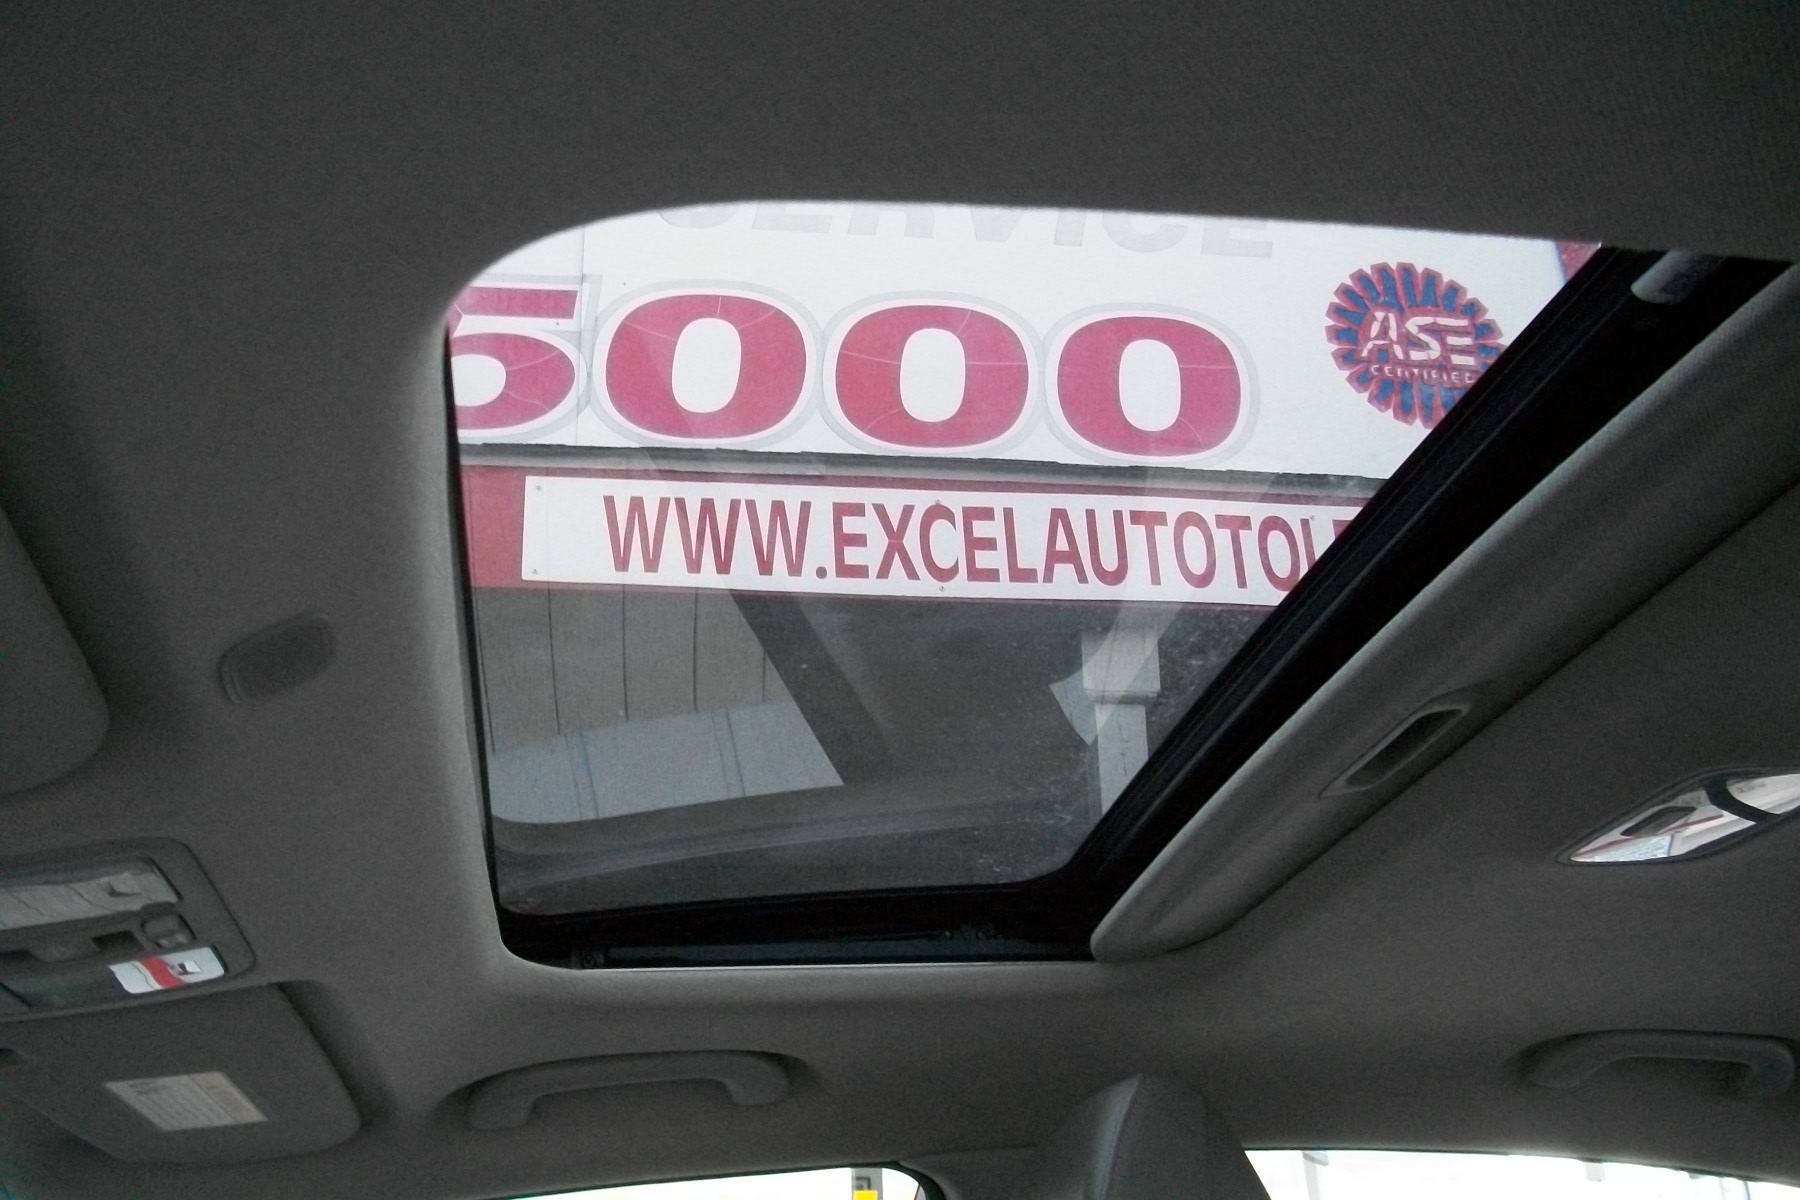 SERVICE
5000
ASE
CERTIFIED
WWW.EXCELAUTOTOL